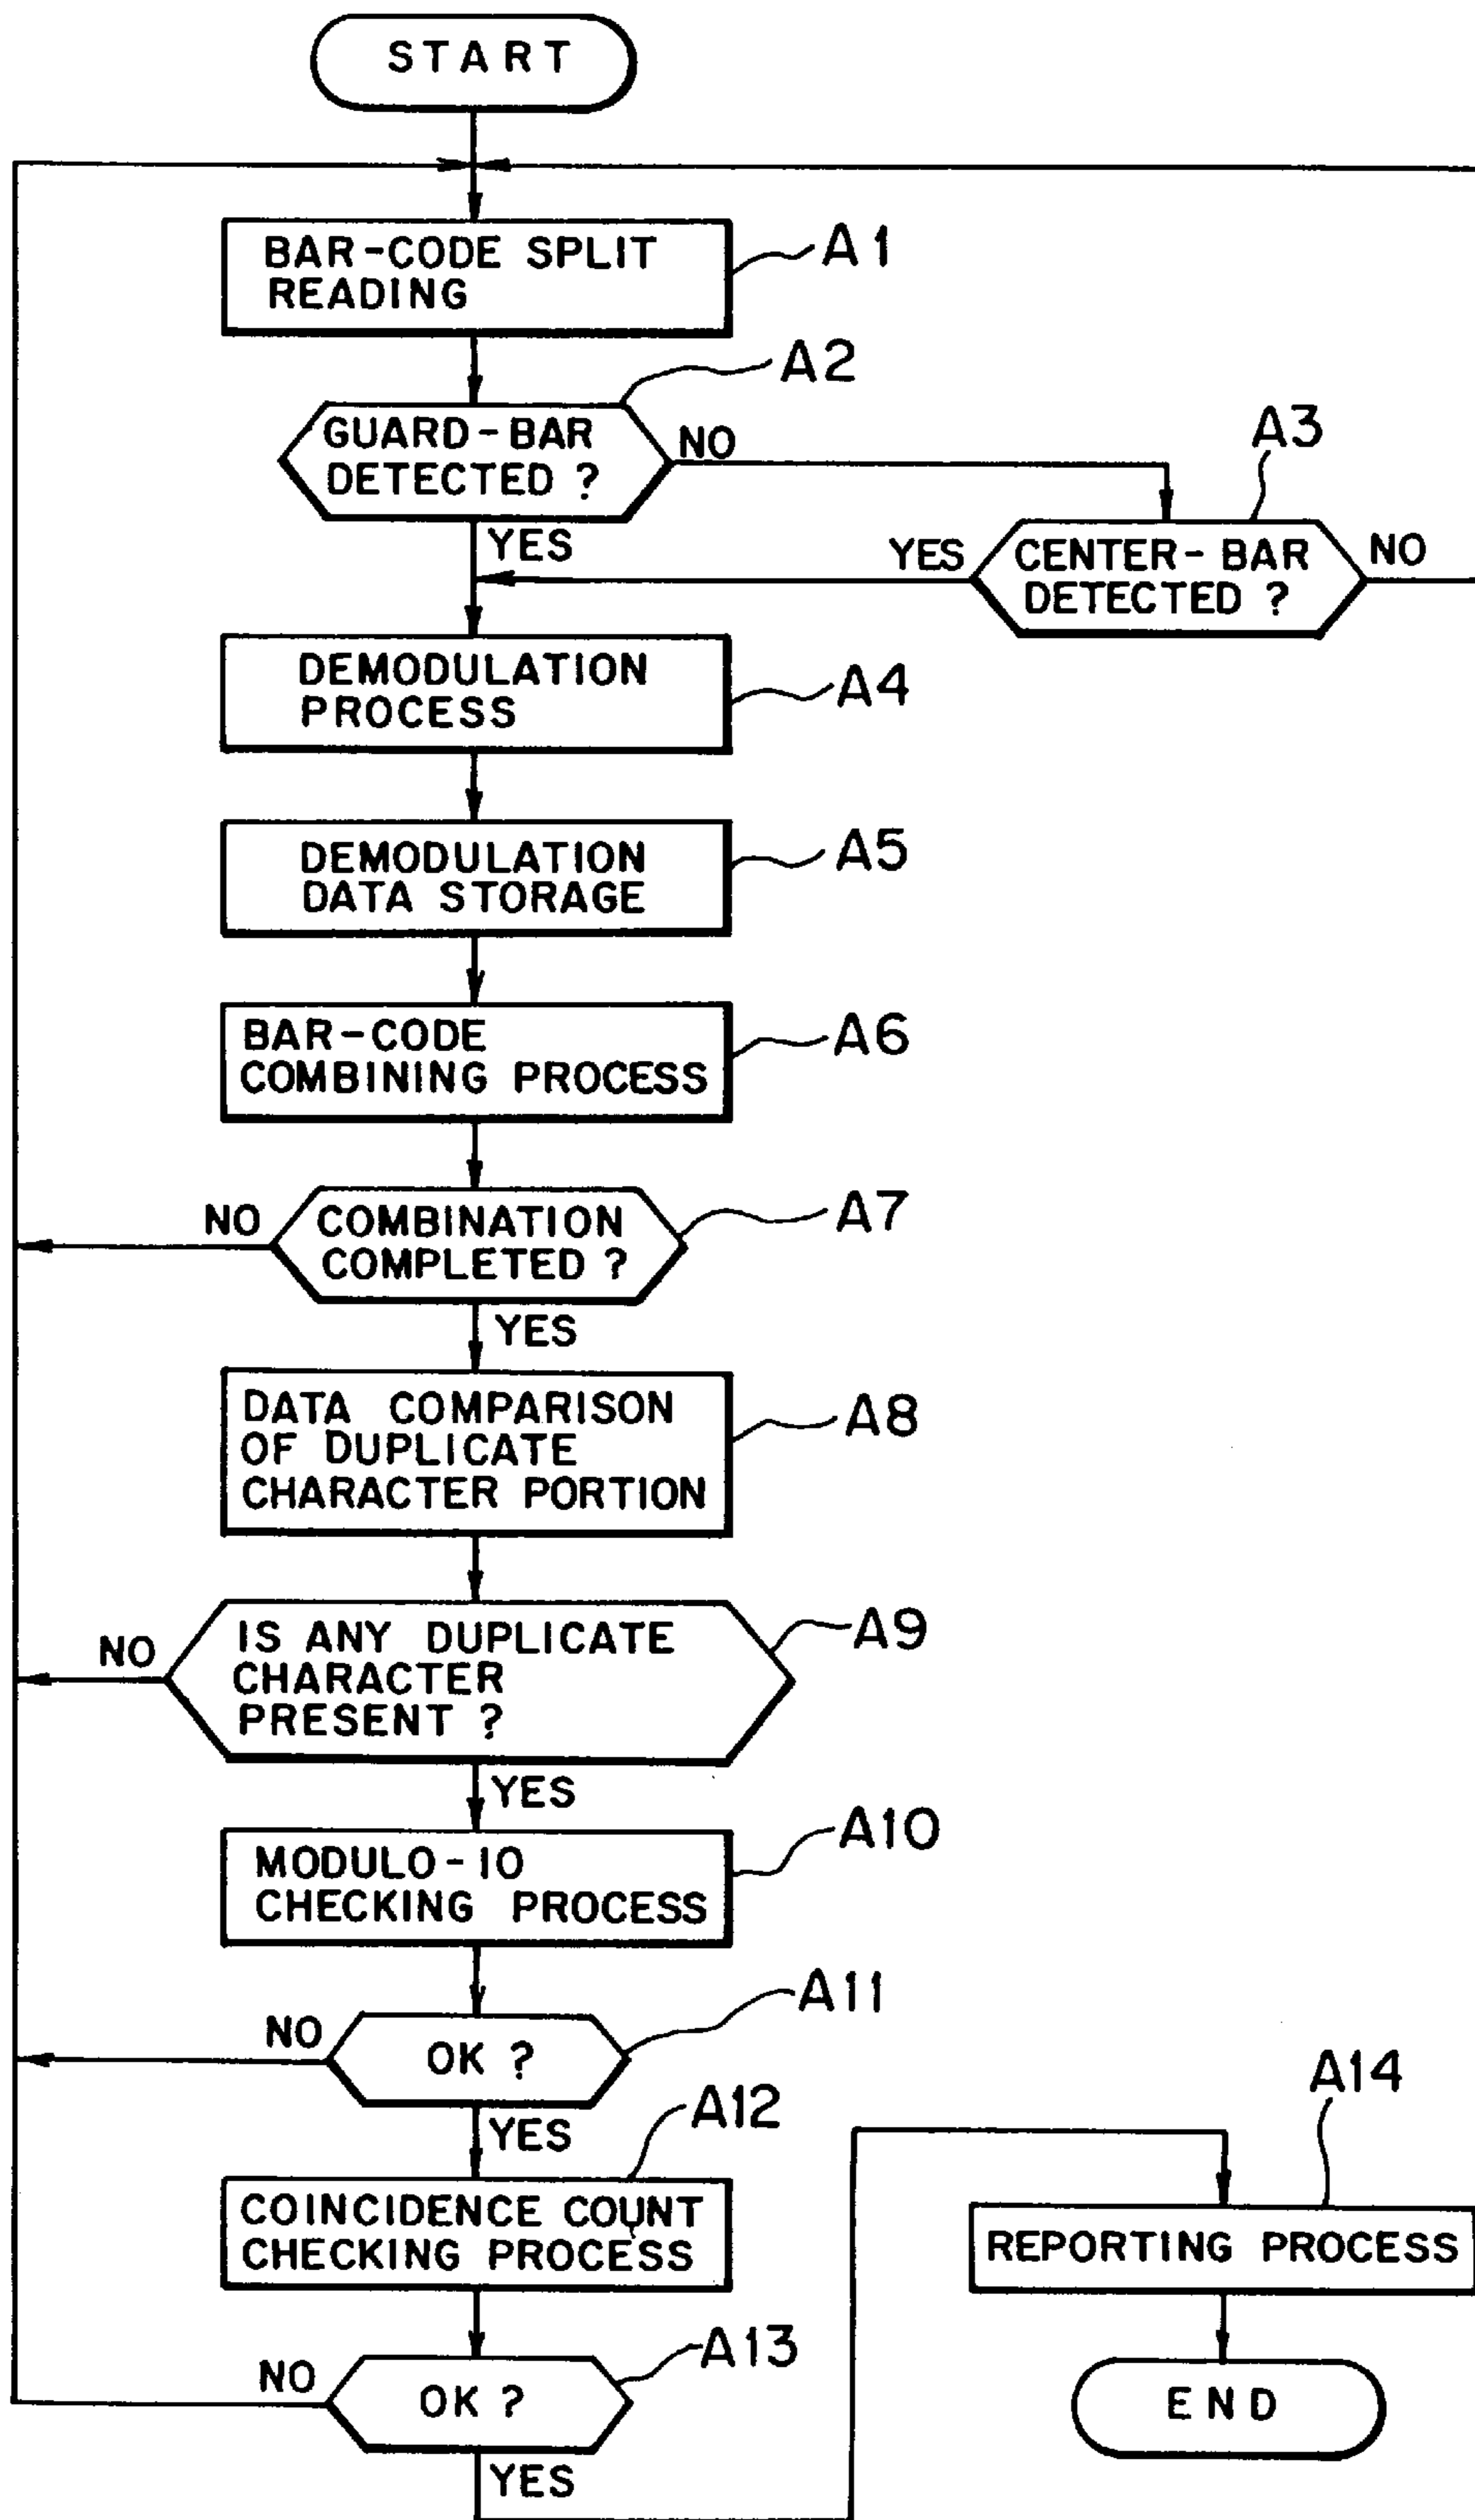 START
BAR-CODE SPLIT
READING
A1
A2
GUARD-BAR
DETECTED ?
NO
YES
A3
CENTER-BAR
DETECTED ?
YES
NO
DEMODULATION
PROCESS
A4
DEMODULATION
DATA STORAGE
A5
BAR-CODE
COMBINING PROCESS
A6
COMBINATION
COMPLETED ?
A7
NO
YES
DATA COMPARISON
OF DUPLICATE
CHARACTER PORTION
A8
IS ANY DUPLICATE
CHARACTER
PRESENT ?
A9
NO
YES
MODULO-10
CHECKING PROCESS
A10
OK ?
A11
NO
YES
A12
COINCIDENCE COUNT
CHECKING PROCESS
OK ?
A13
NO
YES
A14
REPORTING PROCESS
END